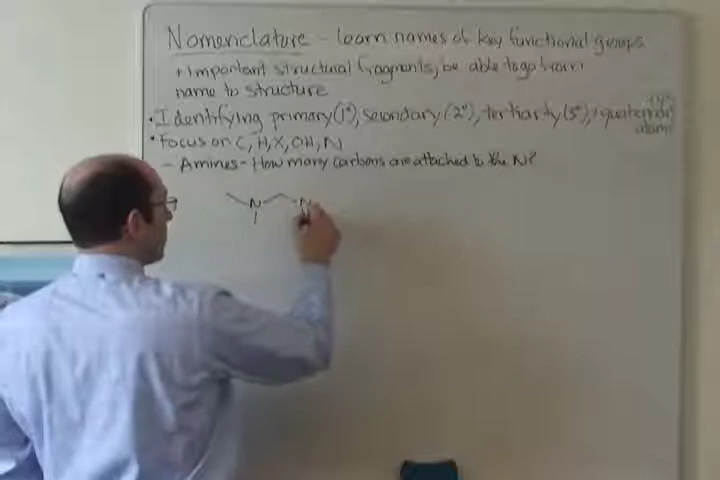 Nomenclature - learn names of key functional groups
+ important structural fragments, be able to go from
name to structure
• Identifying primary (1°), secondary (2°), tertiary (3°), + quaternary
atoms
• Focus on C, H, X, OH, N
- Amines - How many carbons are attached to the N?
N N